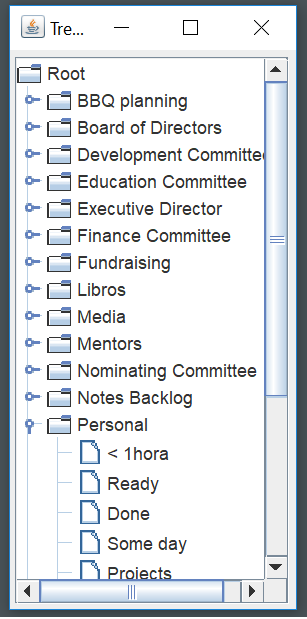 Tre...
Root
BBQ planning
Board of Directors
Development Committee
Education Committee
Executive Director
Finance Committee
Fundraising
Libros
Media
Mentors
Nominating Committee
Notes Backlog
Personal
< 1hora
Ready
Done
Some day
Projects